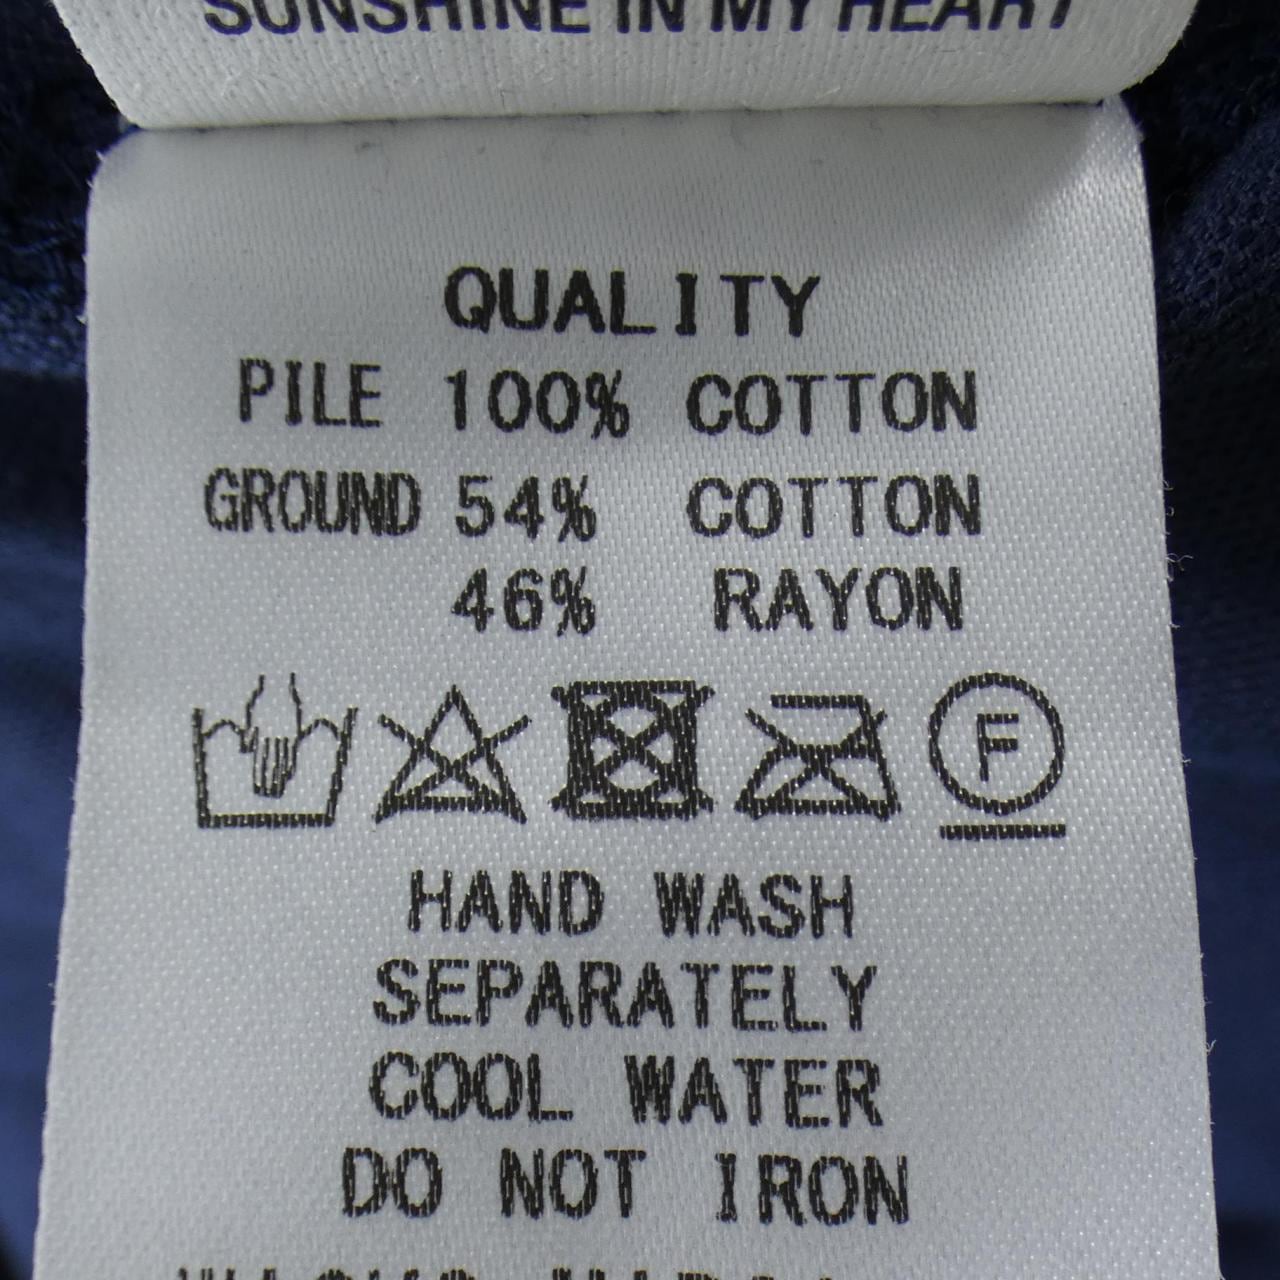 SUNSHINE IN MY HEART
QUALITY
PILE 100% COTTON
GROUND 54% COTTON
46% RAYON
F
HAND WASH
SEPARATELY
COOL WATER
DO NOT IRON